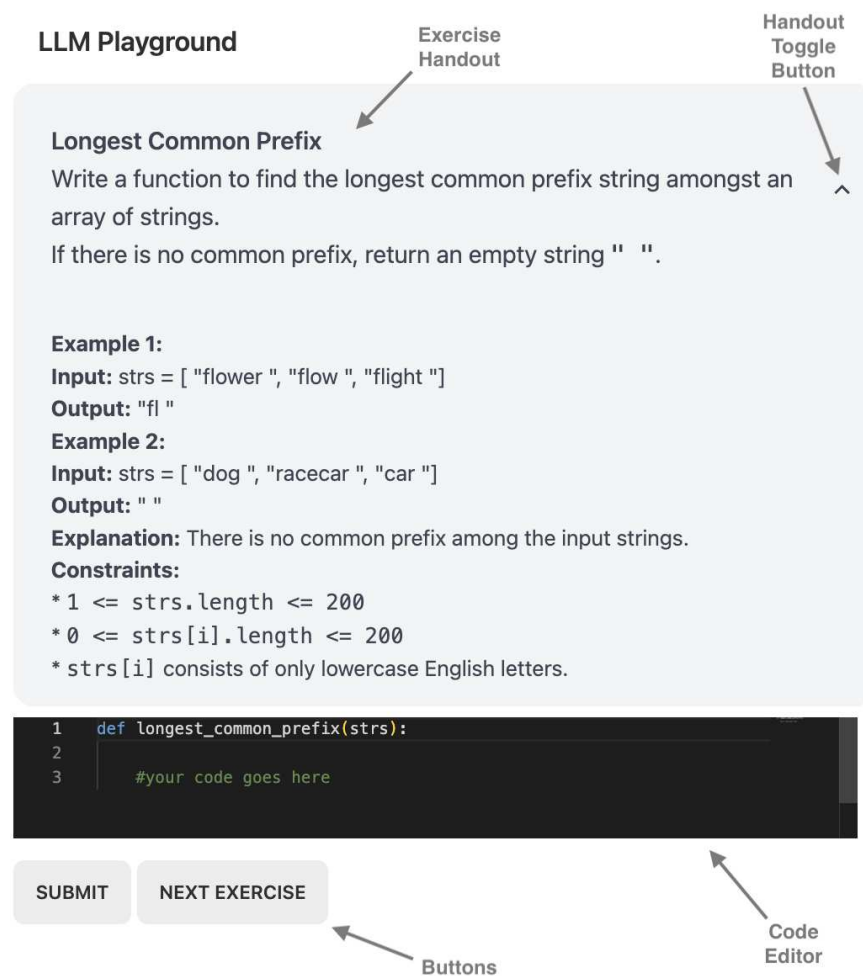 LLM Playground
Exercise
Handout
Handout
Toggle
Button
Longest Common Prefix
Write a function to find the longest common prefix string amongst an
array of strings.
If there is no common prefix, return an empty string " ".
Example 1:
Input: strs = [ "flower ", "flow ", "flight "]
Output: "fl "
Example 2:
Input: strs = [ "dog ", "racecar ", "car "]
Output: " "
Explanation: There is no common prefix among the input strings.
Constraints:
* 1 <= strs.length <= 200
* 0 <= strs[i].length <= 200
* strs[i] consists of only lowercase English letters.
1 def longest_common_prefix(strs):
2
3 #your code goes here
SUBMIT NEXT EXERCISE
Buttons
Code
Editor